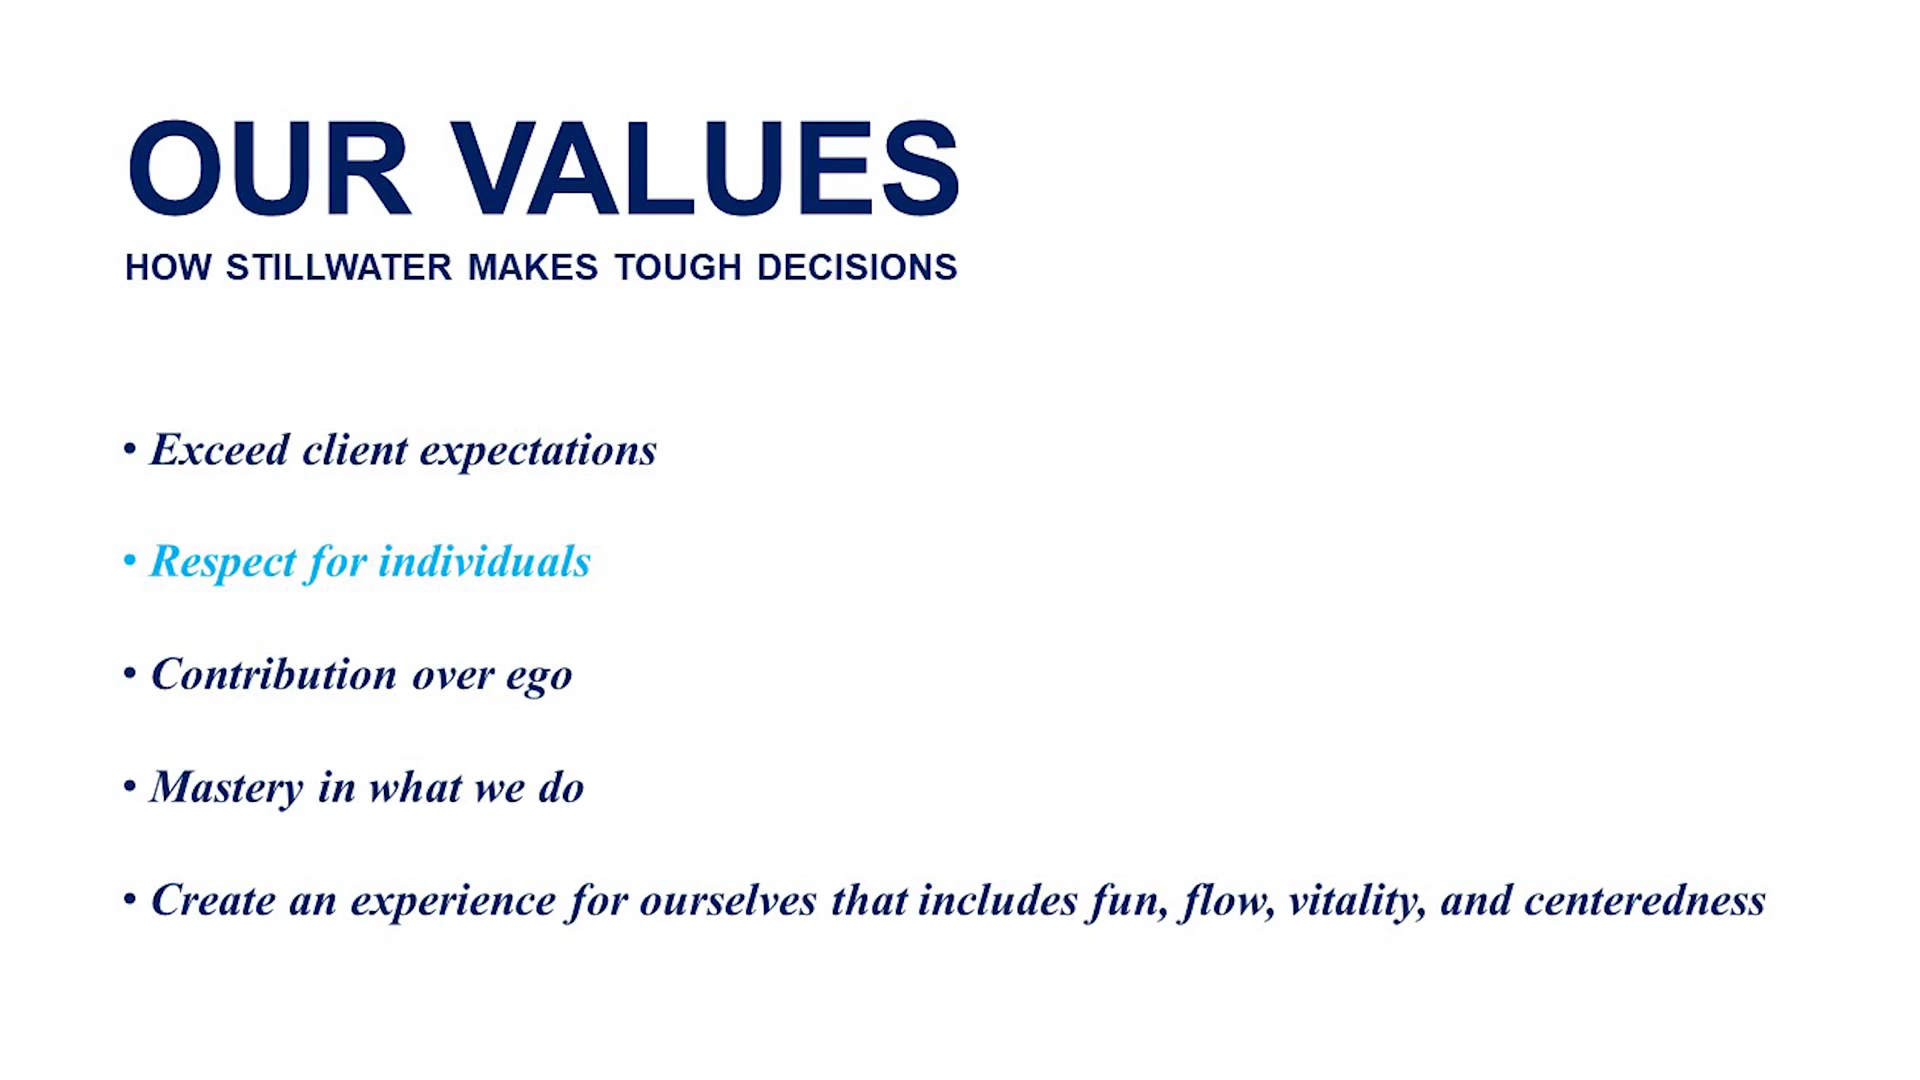 OUR VALUES
HOW STILLWATER MAKES TOUGH DECISIONS
• Exceed client expectations
• Respect for individuals
• Contribution over ego
• Mastery in what we do
• Create an experience for ourselves that includes fun, flow, vitality, and centeredness